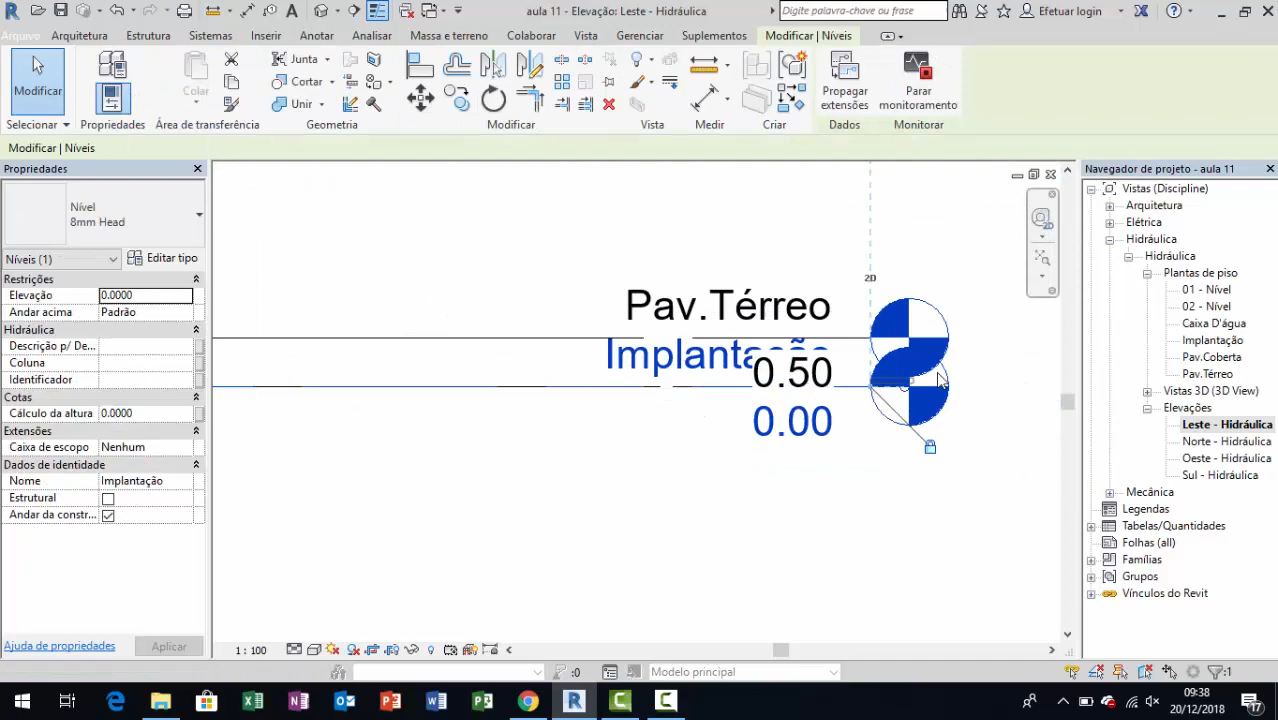 aula 11 - Elevação: Leste - Hidráulica
Digite palavra-chave ou frase
Efetuar login
Arquivo
Arquitetura
Estrutura
Sistemas
Inserir
Anotar
Analisar
Massa e terreno
Colaborar
Vista
Gerenciar
Suplementos
Modificar | Níveis
Modificar
Propriedades
Colar
Junta
Cortar
Unir
Propagar extensões
Parar monitoramento
Selecionar
Propriedades
Área de transferência
Geometria
Modificar
Vista
Medir
Criar
Dados
Monitorar
Modificar | Níveis
Propriedades
Nível
8mm Head
Níveis (1)
Editar tipo
Restrições
Elevação 0.0000
Andar acima Padrão
Hidráulica
Descrição p/ De...
Coluna
Identificador
Cotas
Cálculo da altura 0.0000
Extensões
Caixa de escopo Nenhum
Dados de identidade
Nome Implantação
Estrutural
Andar da constr...
Ajuda de propriedades
Aplicar
2D
Pav.Térreo
Implantação
0.50
0.00
2D
1 : 100
Navegador de projeto - aula 11
Vistas (Discipline)
Arquitetura
Elétrica
Hidráulica
Hidráulica
Plantas de piso
01 - Nível
02 - Nível
Caixa D'água
Implantação
Pav.Coberta
Pav.Térreo
Vistas 3D (3D View)
Elevações
Leste - Hidráulica
Norte - Hidráulica
Oeste - Hidráulica
Sul - Hidráulica
Mecânica
Legendas
Tabelas/Quantidades
Folhas (all)
Famílias
Grupos
Vínculos do Revit
:0
Modelo principal
:1
09:38
20/12/2018
17